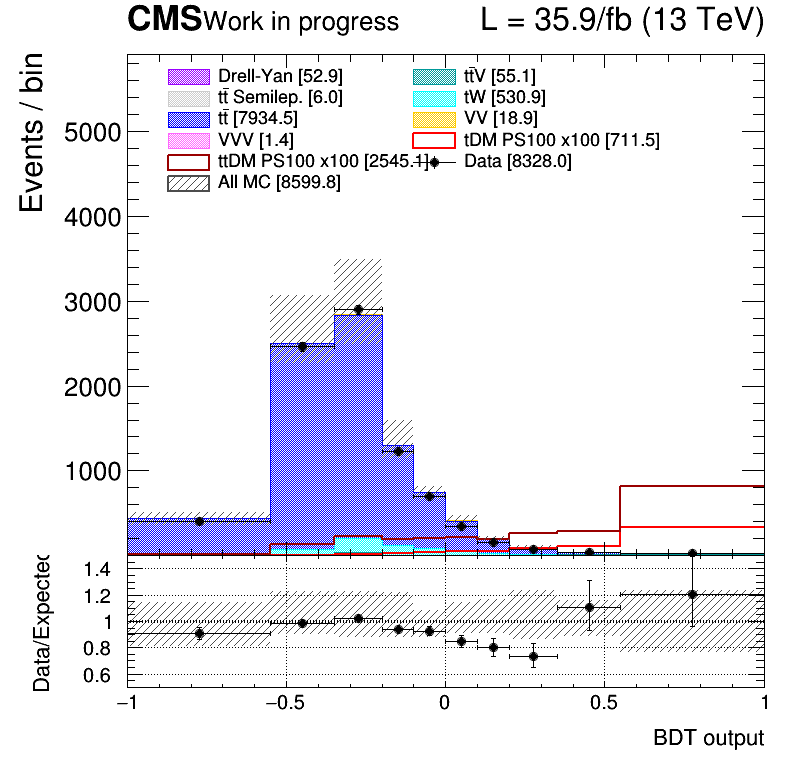 CMS Work in progress L = 35.9/fb (13 TeV)
Events / bin
Drell-Yan [52.9] tt̄V [55.1]
tt̄ Semilep. [6.0] tW [530.9]
tt̄ [7934.5] VV [18.9]
VVV [1.4] tDM PS100 x100 [711.5]
ttDM PS100 x100 [2545.1] Data [8328.0]
All MC [8599.8]
5000
4000
3000
2000
1000
Data/Expected
1.4
1.2
1
0.8
0.6
−1 −0.5 0 0.5 1
BDT output